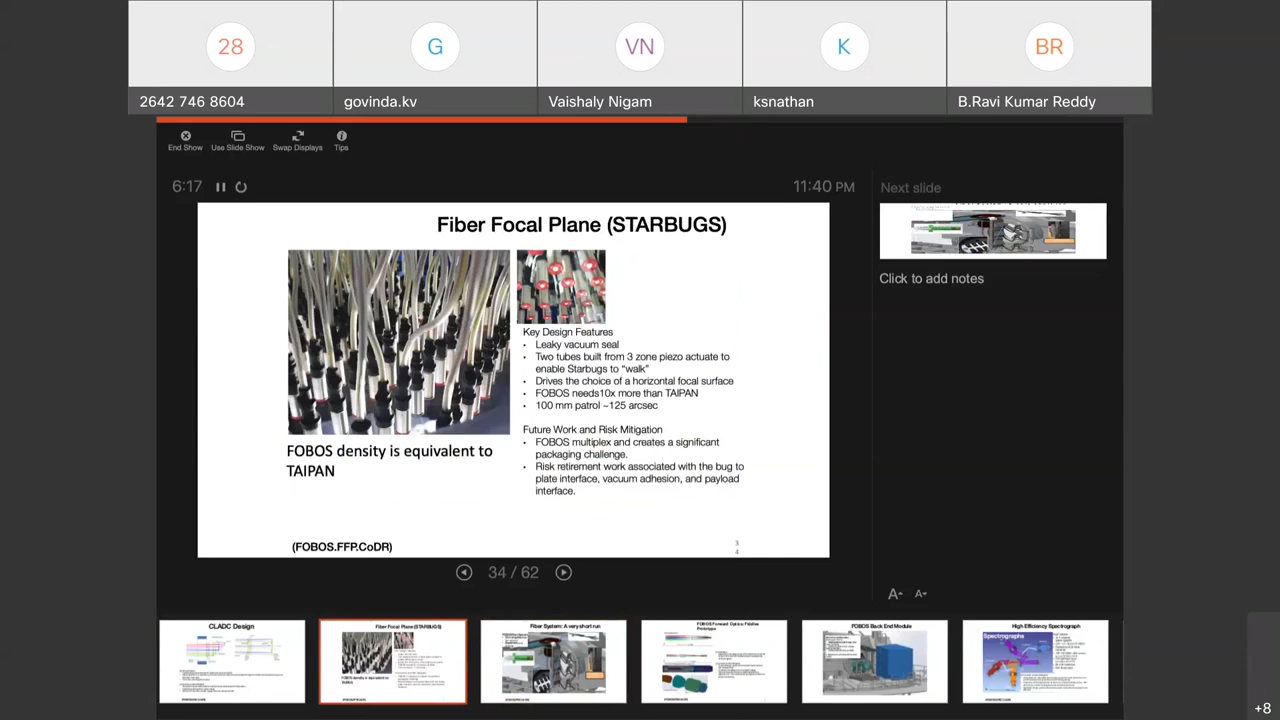 28
G
VN
K
BR
2642 746 8604
govinda.kv
Vaishaly Nigam
ksnathan
B.Ravi Kumar Reddy
End Show
Use Slide Show
Swap Displays
Tips
6:17
11:40 PM
Next slide
Click to add notes
Fiber Focal Plane (STARBUGS)
Key Design Features
• Leaky vacuum seal
• Two tubes built from 3 zone piezo actuate to
enable Starbugs to “walk”
• Drives the choice of a horizontal focal surface
• FOBOS needs10x more than TAIPAN
• 100 mm patrol ~125 arcsec
Future Work and Risk Mitigation
• FOBOS multiplex and creates a significant
packaging challenge.
• Risk retirement work associated with the bug to
plate interface, vacuum adhesion, and payload
interface.
FOBOS density is equivalent to
TAIPAN
(FOBOS.FFP.CoDR)
3
4
34 / 62
A
A
CLADC Design
Fiber Focal Plane (STARBUGS)
Fiber System: A very short run
FOBOS Forward Optics Fishies
Prototype
FOBOS Back End Module
High Efficiency Spectrograph
Spectrographs
+8